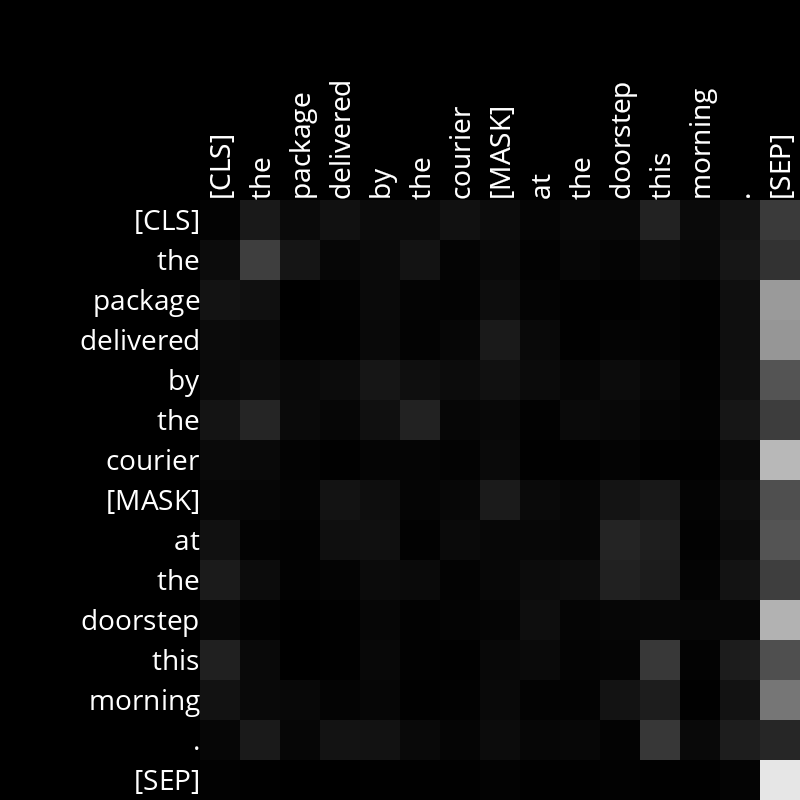 [CLS]
the
package
delivered
by
the
courier
[MASK]
at
the
doorstep
this
morning
.
[SEP]
[CLS]
the
package
delivered
by
the
courier
[MASK]
at
the
doorstep
this
morning
.
[SEP]